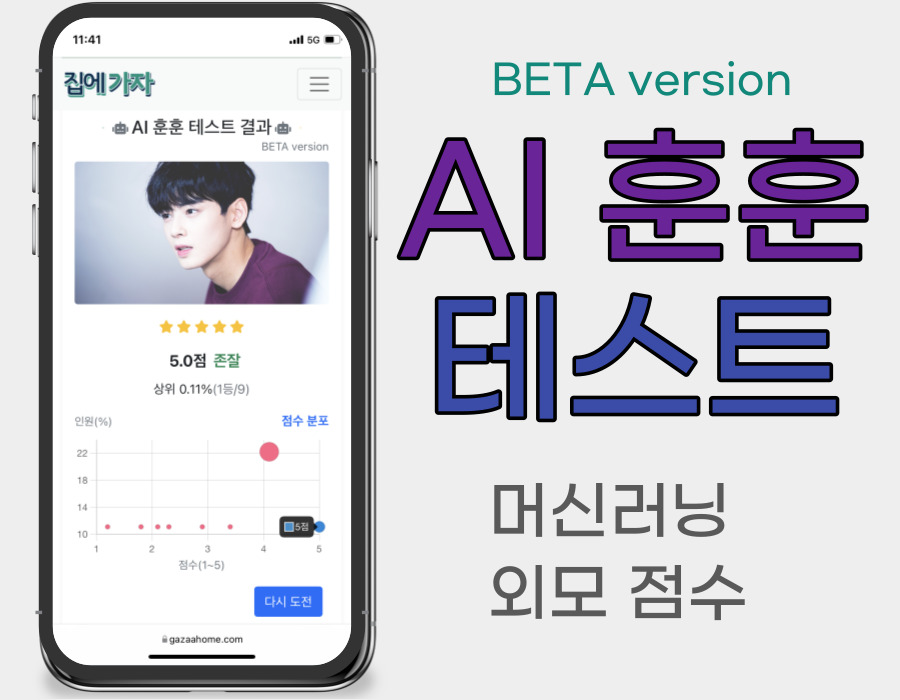 11:41
5G
집에 가자
AI 훈훈 테스트 결과
BETA version
5.0점 존잘
상위 0.11%(1등/9)
인원(%)
점수 분포
22
18
14
10
5점
1 2 3 4 5
점수(1~5)
다시 도전
gazaahome.com
BETA version
AI 훈훈
테스트
머신러닝
외모 점수